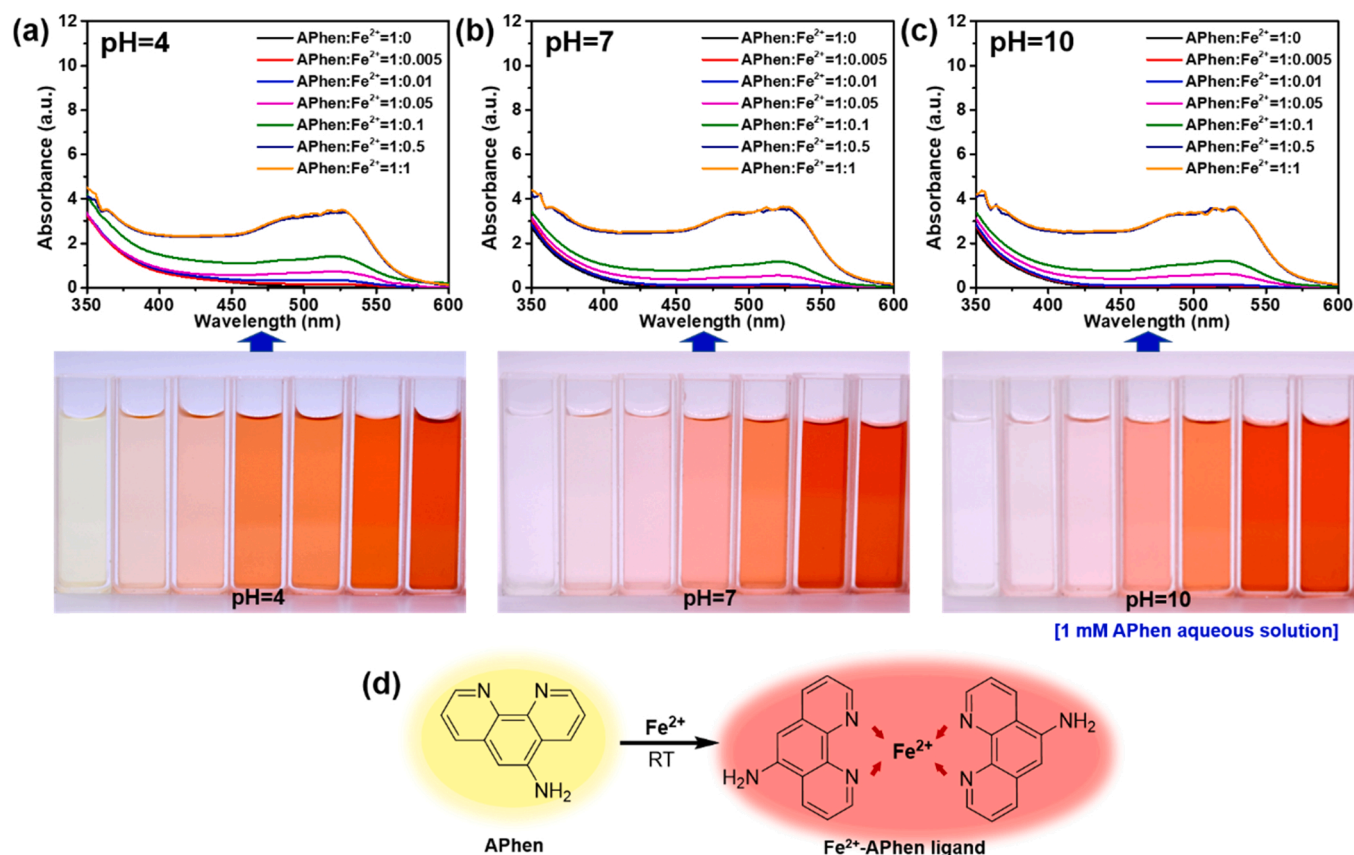 (a)
pH=4
APhen:Fe²⁺=1:0
APhen:Fe²⁺=1:0.005
APhen:Fe²⁺=1:0.01
APhen:Fe²⁺=1:0.05
APhen:Fe²⁺=1:0.1
APhen:Fe²⁺=1:0.5
APhen:Fe²⁺=1:1
Absorbance (a.u.)
12
10
8
6
4
2
0
350 400 450 500 550 600
Wavelength (nm)
(b)
pH=7
APhen:Fe²⁺=1:0
APhen:Fe²⁺=1:0.005
APhen:Fe²⁺=1:0.01
APhen:Fe²⁺=1:0.05
APhen:Fe²⁺=1:0.1
APhen:Fe²⁺=1:0.5
APhen:Fe²⁺=1:1
Absorbance (a.u.)
12
10
8
6
4
2
0
350 400 450 500 550 600
Wavelength (nm)
(c)
pH=10
APhen:Fe²⁺=1:0
APhen:Fe²⁺=1:0.005
APhen:Fe²⁺=1:0.01
APhen:Fe²⁺=1:0.05
APhen:Fe²⁺=1:0.1
APhen:Fe²⁺=1:0.5
APhen:Fe²⁺=1:1
Absorbance (a.u.)
12
10
8
6
4
2
0
350 400 450 500 550 600
Wavelength (nm)
pH=4
pH=7
pH=10
[1 mM APhen aqueous solution]
(d)
N N
NH₂
APhen
Fe²⁺
RT
N N
NH₂
Fe²⁺
H₂N
N N
Fe²⁺-APhen ligand